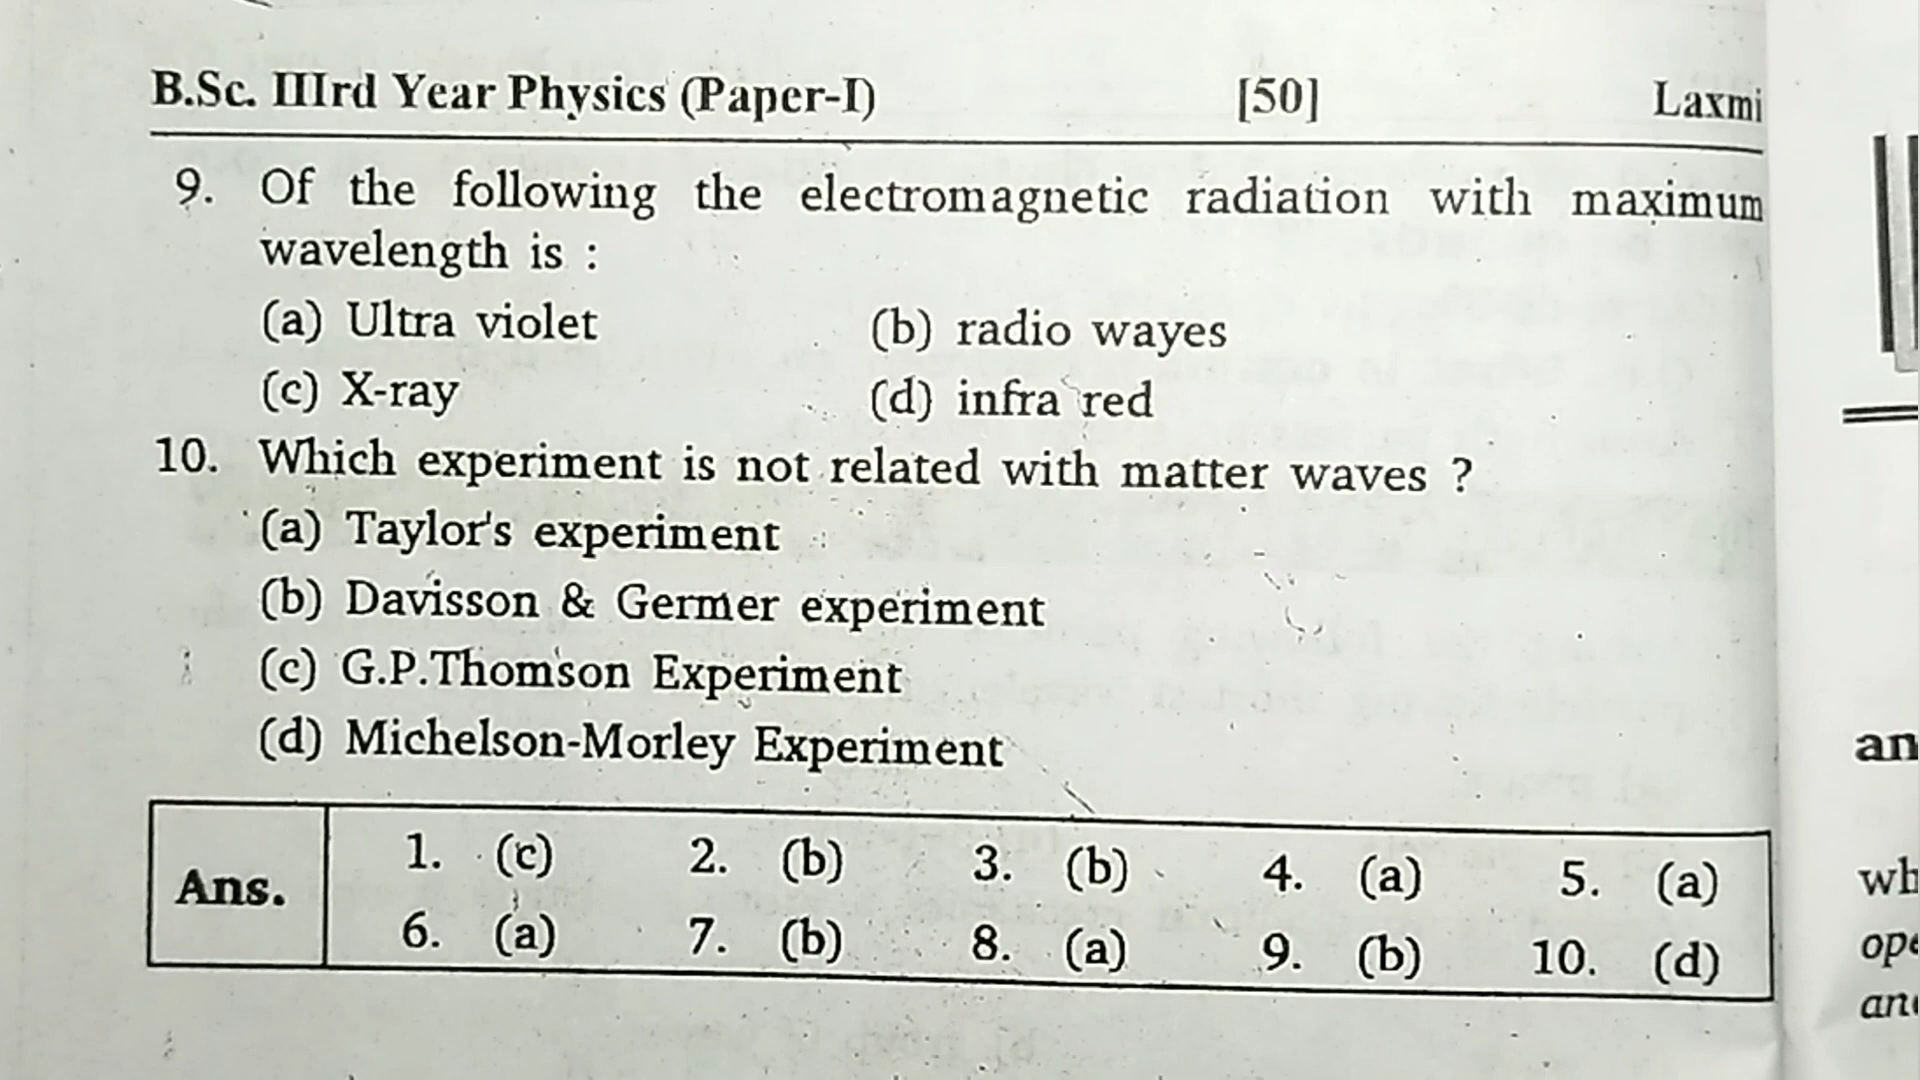 B.Sc. IIIrd Year Physics (Paper-I) [50] Laxmi
9. Of the following the electromagnetic radiation with maximum
wavelength is :
(a) Ultra violet (b) radio wayes
(c) X-ray (d) infra red
10. Which experiment is not related with matter waves ?
(a) Taylor's experiment
(b) Davisson & Germer experiment
(c) G.P.Thomson Experiment
(d) Michelson-Morley Experiment
Ans.
1. (c) 2. (b) 3. (b) 4. (a) 5. (a)
6. (a) 7. (b) 8. (a) 9. (b) 10. (d)
an